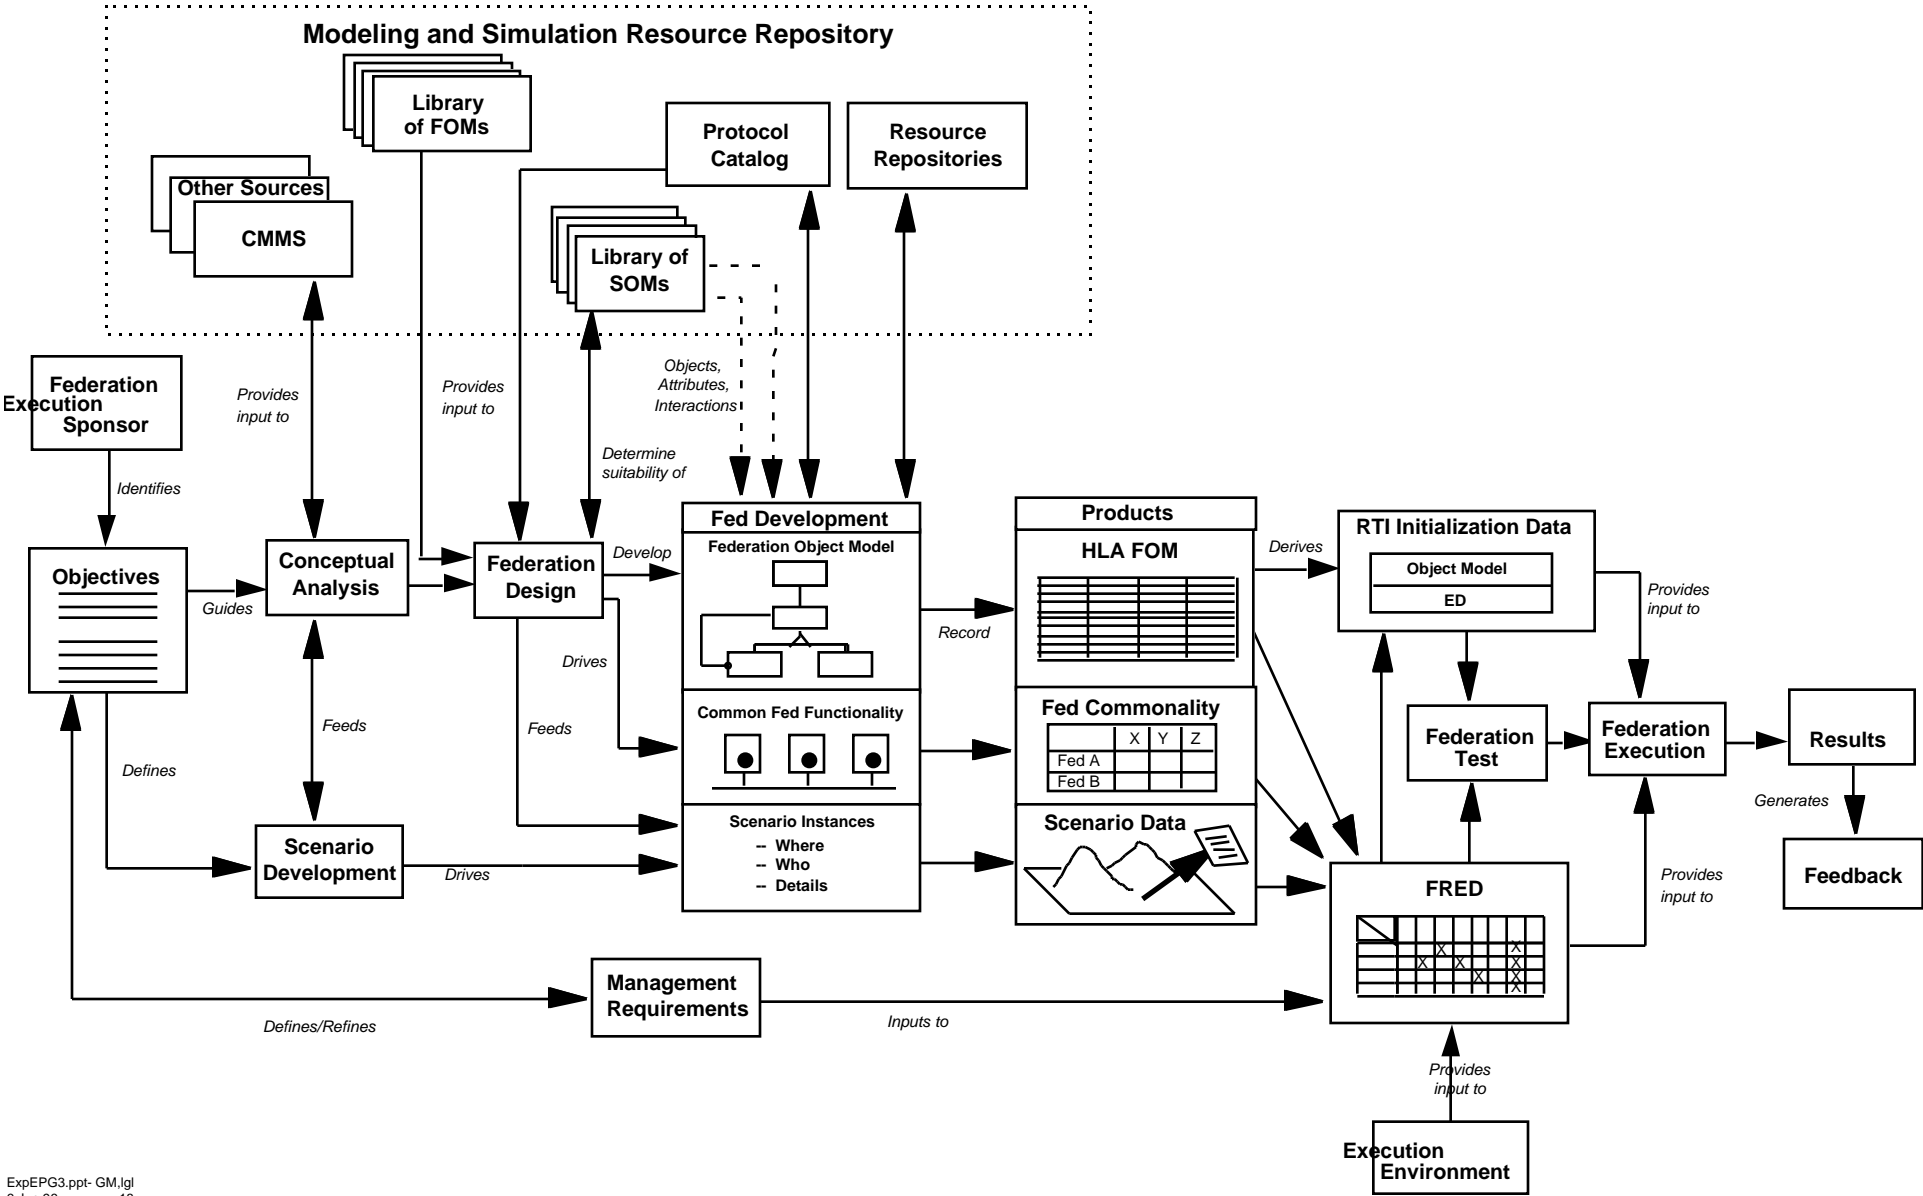 Modeling and Simulation Resource Repository
Library
of FOMs
Protocol
Catalog
Resource
Repositories
Other Sources
CMMS
Library of
SOMs
Federation
Execution
Sponsor
Provides
input to
Provides
input to
Objects,
Attributes,
Interactions
Determine
suitability of
Identifies
Objectives
Guides
Conceptual
Analysis
Federation
Design
Develop
Drives
Feeds
Feeds
Defines
Scenario
Development
Drives
Fed Development
Federation Object Model
Common Fed Functionality
Scenario Instances
-- Where
-- Who
-- Details
Record
Products
HLA FOM
Fed Commonality
X Y Z
Fed A
Fed B
Scenario Data
Derives
RTI Initialization Data
Object Model
ED
Provides
input to
Federation
Test
Federation
Execution
Results
Generates
Feedback
FRED
X X
X X X
X X
X
Provides
input to
Management
Requirements
Defines/Refines
Inputs to
Provides
input to
Execution
Environment
ExpEPG3.ppt- GM,lgl